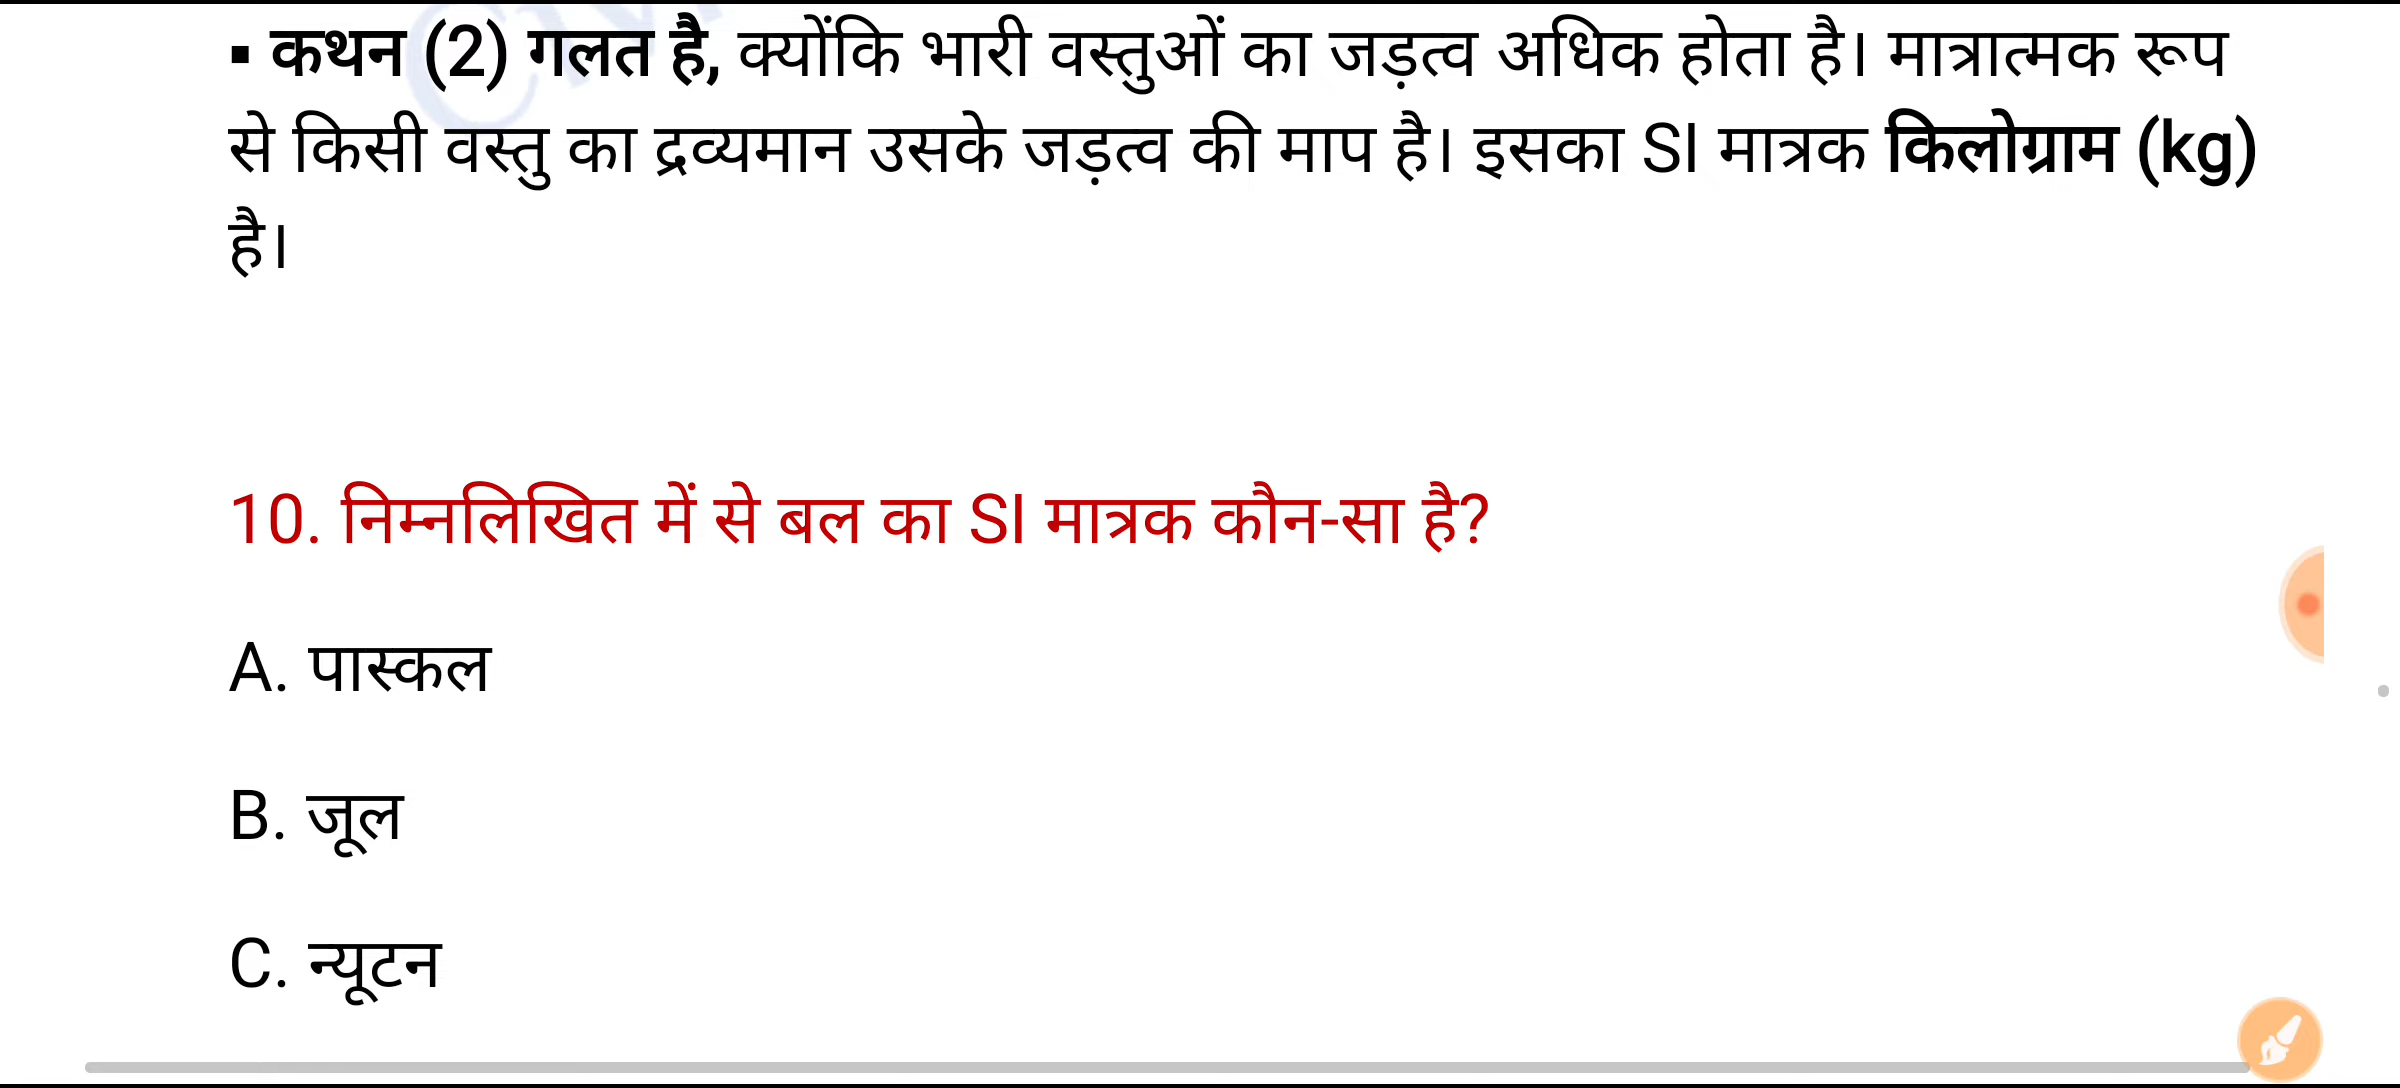 ▪ कथन (2) गलत है, क्योंकि भारी वस्तुओं का जड़त्व अधिक होता है। मात्रात्मक रूप
से किसी वस्तु का द्रव्यमान उसके जड़त्व की माप है। इसका SI मात्रक किलोग्राम (kg)
है।
10. निम्नलिखित में से बल का SI मात्रक कौन-सा है?
A. पास्कल
B. जूल
C. न्यूटन